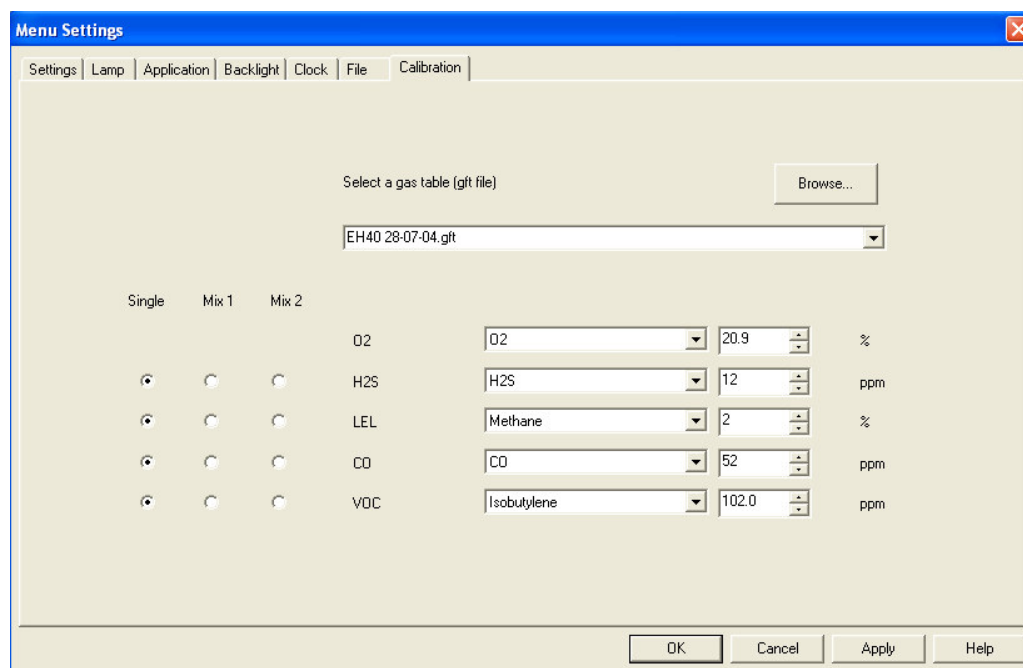 Menu Settings
Settings Lamp Application Backlight Clock File Calibration
Select a gas table (gft file) Browse...
EH40 28-07-04.gft
Single Mix 1 Mix 2
O2 O2 20.9 %
H2S H2S 12 ppm
LEL Methane 2 %
CO CO 52 ppm
VOC Isobutylene 102.0 ppm
OK Cancel Apply Help